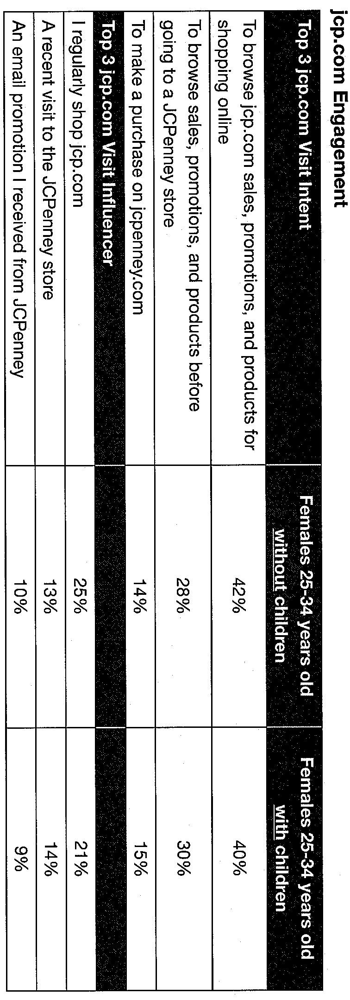 jcp.com Engagement
Top 3 jcp.com Visit Intent
Females 25-34 years old
without children
Females 25-34 years old
with children
To browse jcp.com sales, promotions, and products for
shopping online
42%
40%
To browse sales, promotions, and products before
going to a JCPenney store
28%
30%
To make a purchase on jcpenney.com
14%
15%
Top 3 jcp.com Visit Influencer
I regularly shop jcp.com
25%
21%
A recent visit to the JCPenney store
13%
14%
An email promotion I received from JCPenney
10%
9%